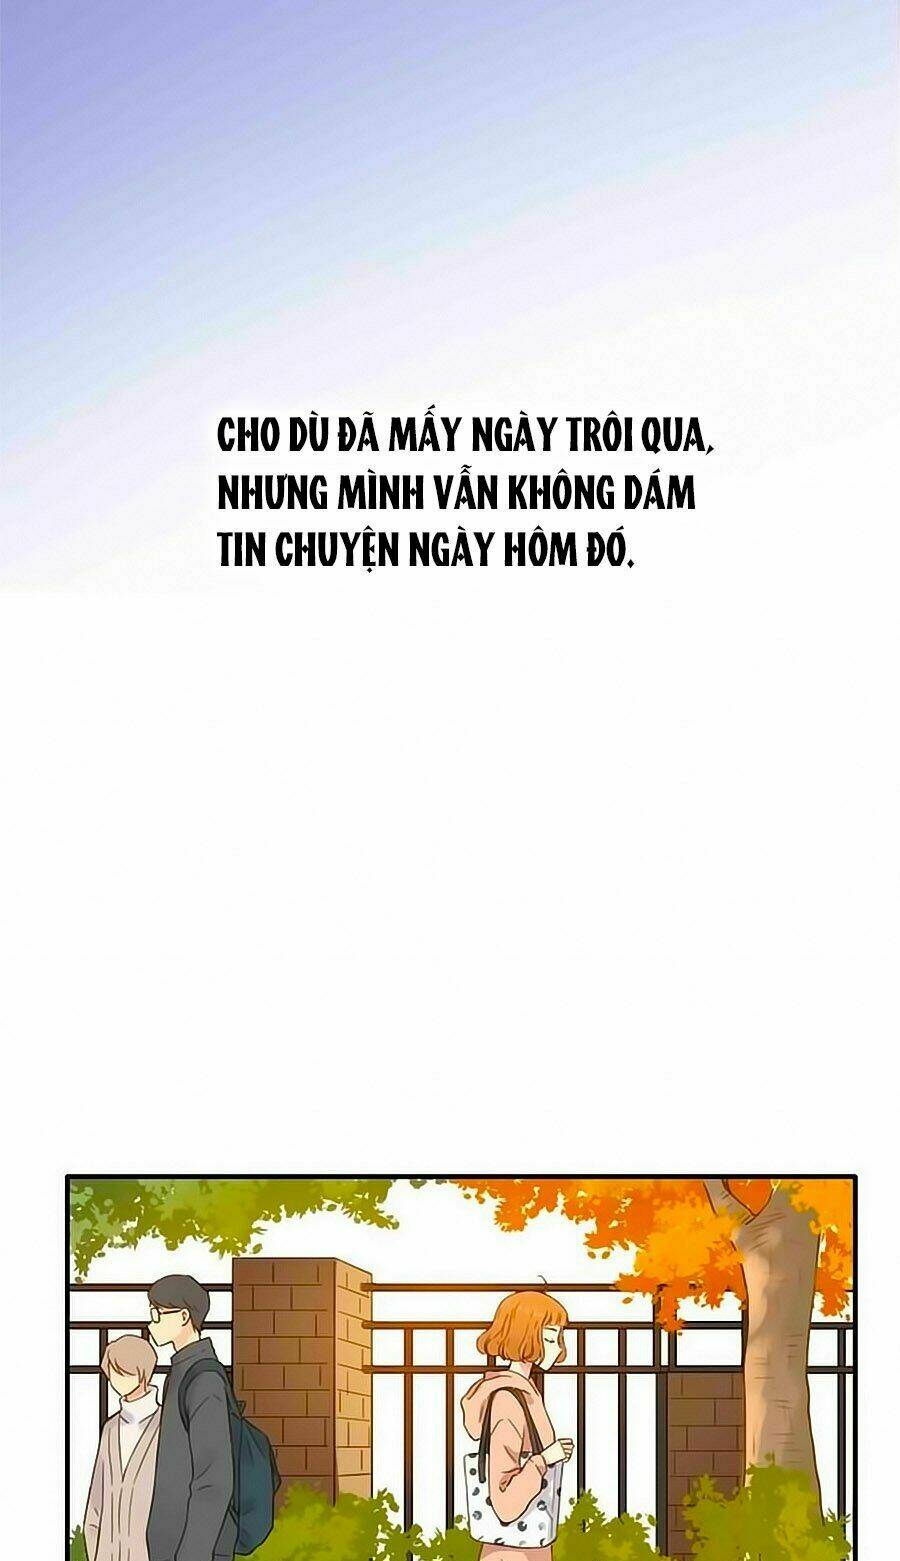 CHO DÙ ĐÃ MẤY NGÀY TRÔI QUA,
NHƯNG MÌNH VẪN KHÔNG DÁM
TIN CHUYỆN NGÀY HÔM ĐÓ.